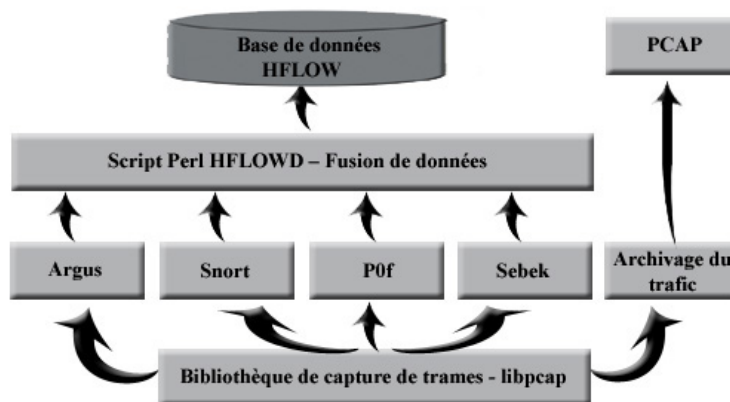 Base de données
HFLOW
PCAP
Script Perl HFLOWD – Fusion de données
Argus
Snort
P0f
Sebek
Archivage du
trafic
Bibliothèque de capture de trames - libpcap